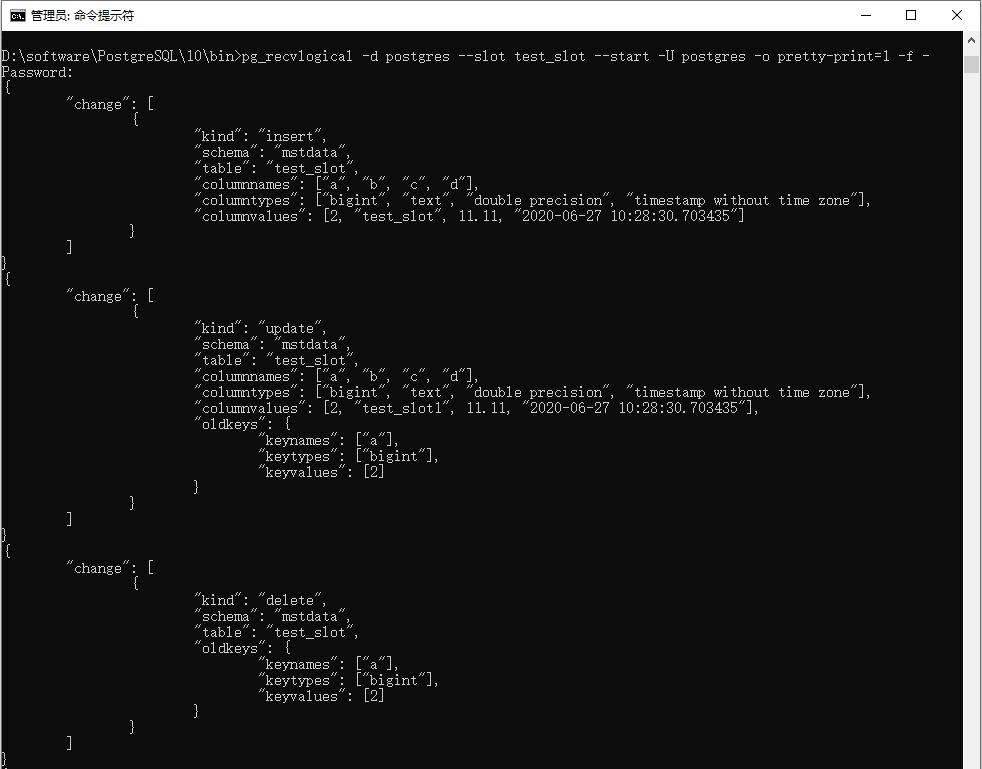 管理员: 命令提示符
D:\software\PostgreSQL\10\bin>pg_recvlogical -d postgres --slot test_slot --start -U postgres -o pretty-print=1 -f -
Password:
{
        "change": [
                {
                        "kind": "insert",
                        "schema": "mstdata",
                        "table": "test_slot",
                        "columnnames": ["a", "b", "c", "d"],
                        "columntypes": ["bigint", "text", "double precision", "timestamp without time zone"],
                        "columnvalues": [2, "test_slot", 11.11, "2020-06-27 10:28:30.703435"]
                }
        ]
}
{
        "change": [
                {
                        "kind": "update",
                        "schema": "mstdata",
                        "table": "test_slot",
                        "columnnames": ["a", "b", "c", "d"],
                        "columntypes": ["bigint", "text", "double precision", "timestamp without time zone"],
                        "columnvalues": [2, "test_slot1", 11.11, "2020-06-27 10:28:30.703435"],
                        "oldkeys": {
                                "keynames": ["a"],
                                "keytypes": ["bigint"],
                                "keyvalues": [2]
                        }
                }
        ]
}
{
        "change": [
                {
                        "kind": "delete",
                        "schema": "mstdata",
                        "table": "test_slot",
                        "oldkeys": {
                                "keynames": ["a"],
                                "keytypes": ["bigint"],
                                "keyvalues": [2]
                        }
                }
        ]
}